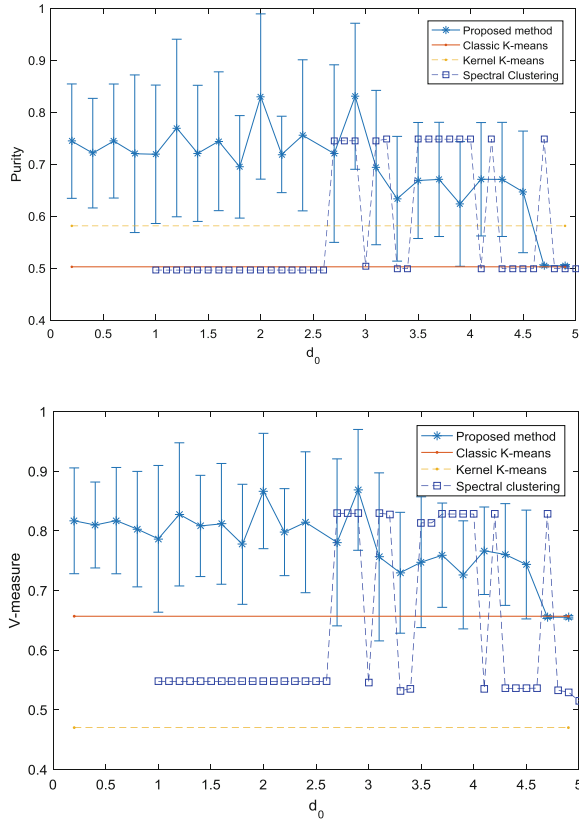 1
0.9
0.8
0.7
0.6
0.5
0.4
Purity
0 0.5 1 1.5 2 2.5 3 3.5 4 4.5 5
d0
Proposed method
Classic K-means
Kernel K-means
Spectral Clustering
1
0.9
0.8
0.7
0.6
0.5
0.4
V-measure
0 0.5 1 1.5 2 2.5 3 3.5 4 4.5 5
d0
Proposed method
Classic K-means
Kernel K-means
Spectral Clustering